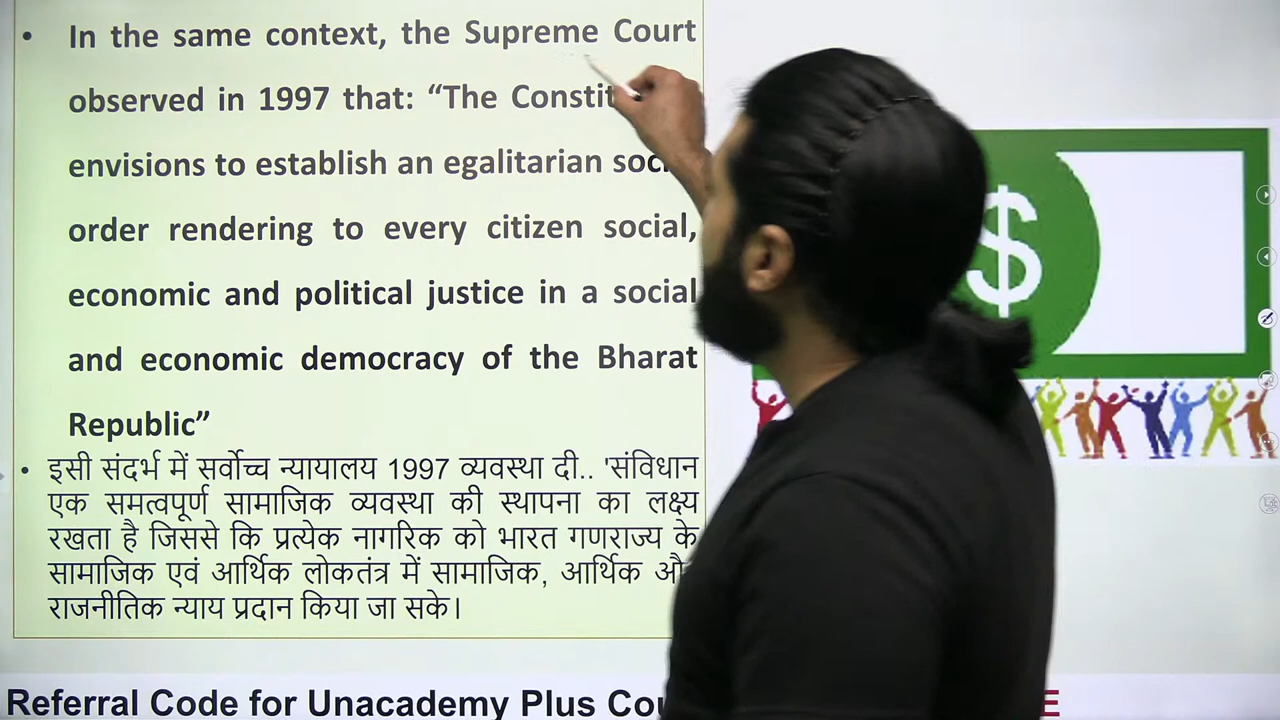 In the same context, the Supreme Court
observed in 1997 that: “The
envisions to establish an egalitarian
order rendering to every citizen social,
economic and political justice in a social
and economic democracy of the Bharat
Republic”
इसी संदर्भ में सर्वोच्च न्यायालय 1997 व्यवस्था दी.. 'संविधान
एक समत्वपूर्ण सामाजिक व्यवस्था की स्थापना का लक्ष्य
रखता है जिससे कि प्रत्येक नागरिक को भारत गणराज्य के
सामाजिक एवं आर्थिक लोकतंत्र में सामाजिक, आर्थिक
राजनीतिक न्याय प्रदान किया जा सके।
$
Referral Code for Unacademy Plus